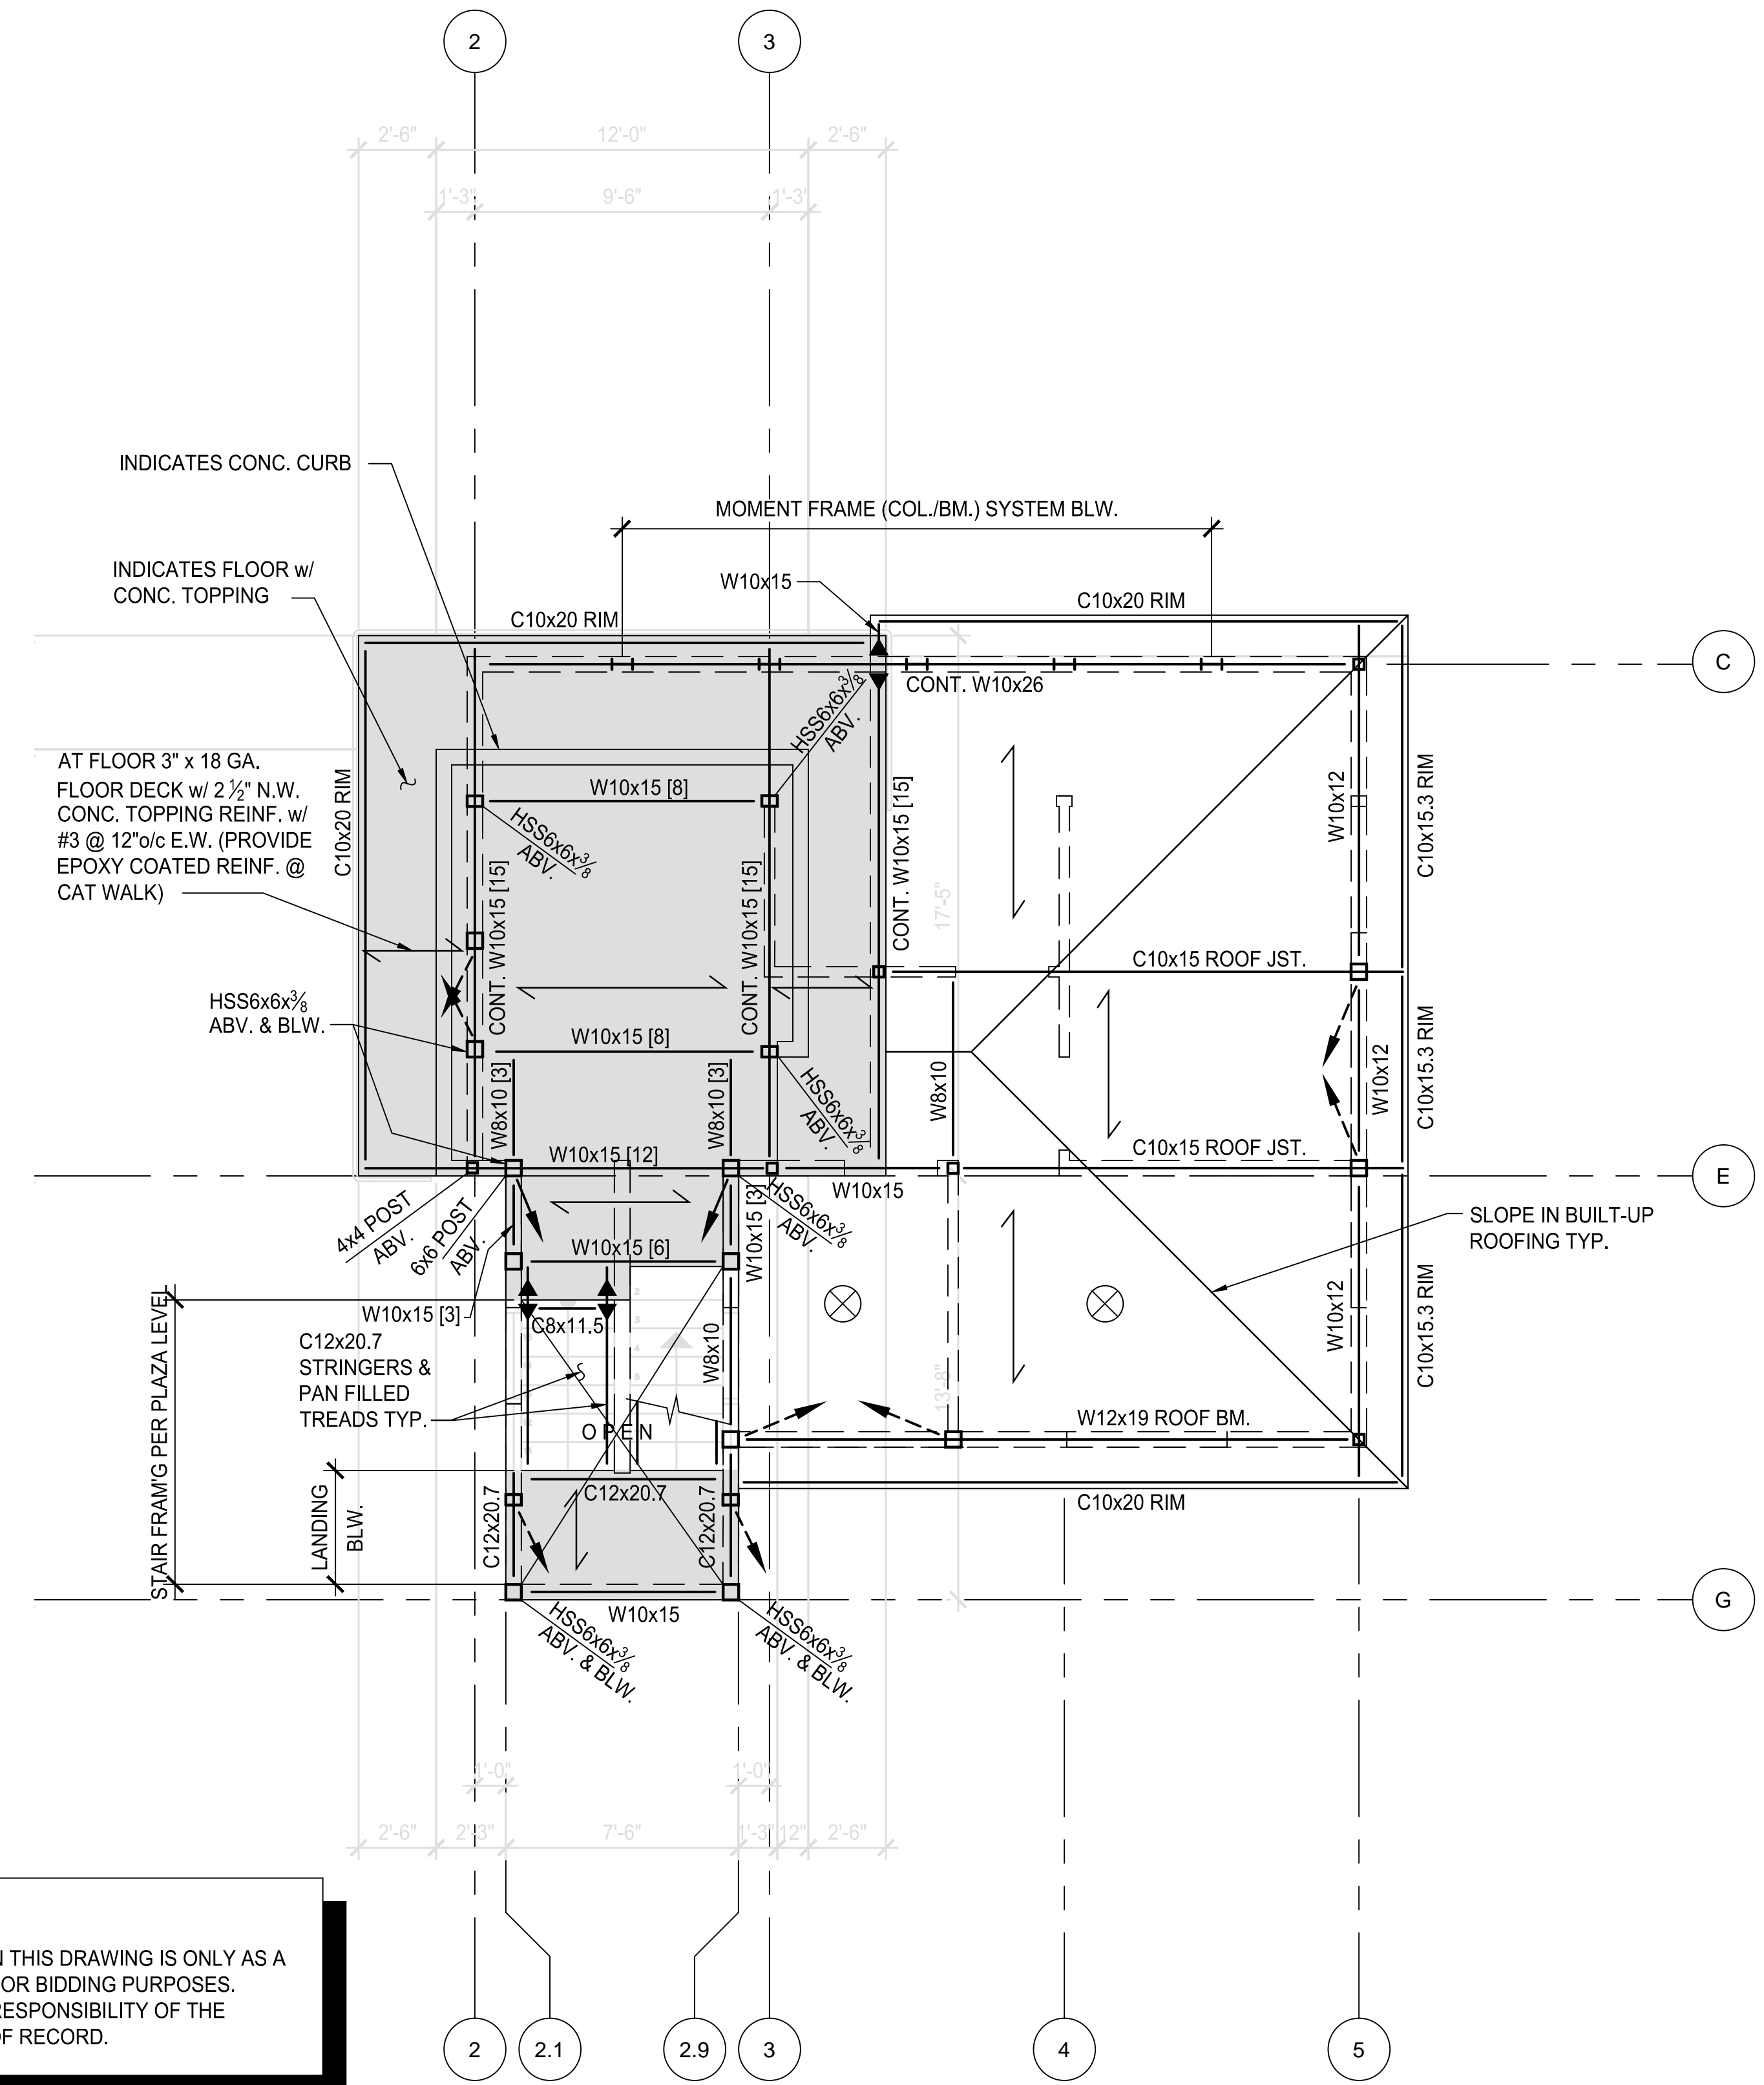 2
3
2'-6"
12'-0"
2'-6"
1'-3"
9'-6"
1'-3"
INDICATES CONC. CURB
MOMENT FRAME (COL./BM.) SYSTEM BLW.
INDICATES FLOOR w/
CONC. TOPPING
W10x15
C10x20 RIM
C10x20 RIM
C
CONT. W10x26
HSS6x6x3/8
ABV.
AT FLOOR 3" x 18 GA.
FLOOR DECK w/ 2 1/2" N.W.
CONC. TOPPING REINF. w/
#3 @ 12"o/c E.W. (PROVIDE
EPOXY COATED REINF. @
CAT WALK)
C10x20 RIM
W10x15 [8]
HSS6x6x3/8
ABV.
CONT. W10x15 [15]
CONT. W10x15 [15]
CONT. W10x15 [15]
17'-5"
W10x12
C10x15.3 RIM
C10x15 ROOF JST.
HSS6x6x3/8
ABV. & BLW.
W10x15 [8]
W8x10 [3]
W8x10 [3]
HSS6x6x3/8
ABV.
W8x10
W10x12
C10x15.3 RIM
C10x15 ROOF JST.
W10x15 [12]
W10x15
E
4x4 POST
ABV.
6x6 POST
ABV.
W10x15 [3]
HSS6x6x3/8
ABV.
SLOPE IN BUILT-UP
ROOFING TYP.
W10x15 [6]
W10x15 [3]
C8x11.5
2
3
4
5
W8x10
W10x12
C10x15.3 RIM
C12x20.7
STRINGERS &
PAN FILLED
TREADS TYP.
STAIR FRAM'G PER PLAZA LEVEL
13'-8"
OPEN
W12x19 ROOF BM.
LANDING
BLW.
C12x20.7
C12x20.7
C12x20.7
C10x20 RIM
W10x15
G
HSS6x6x3/8
ABV. & BLW.
HSS6x6x3/8
ABV. & BLW.
1'-0"
1'-0"
2'-6"
2'-3"
7'-6"
1'-3"
12"
2'-6"
N THIS DRAWING IS ONLY AS A
OR BIDDING PURPOSES.
RESPONSIBILITY OF THE
OF RECORD.
2
2.1
2.9
3
4
5